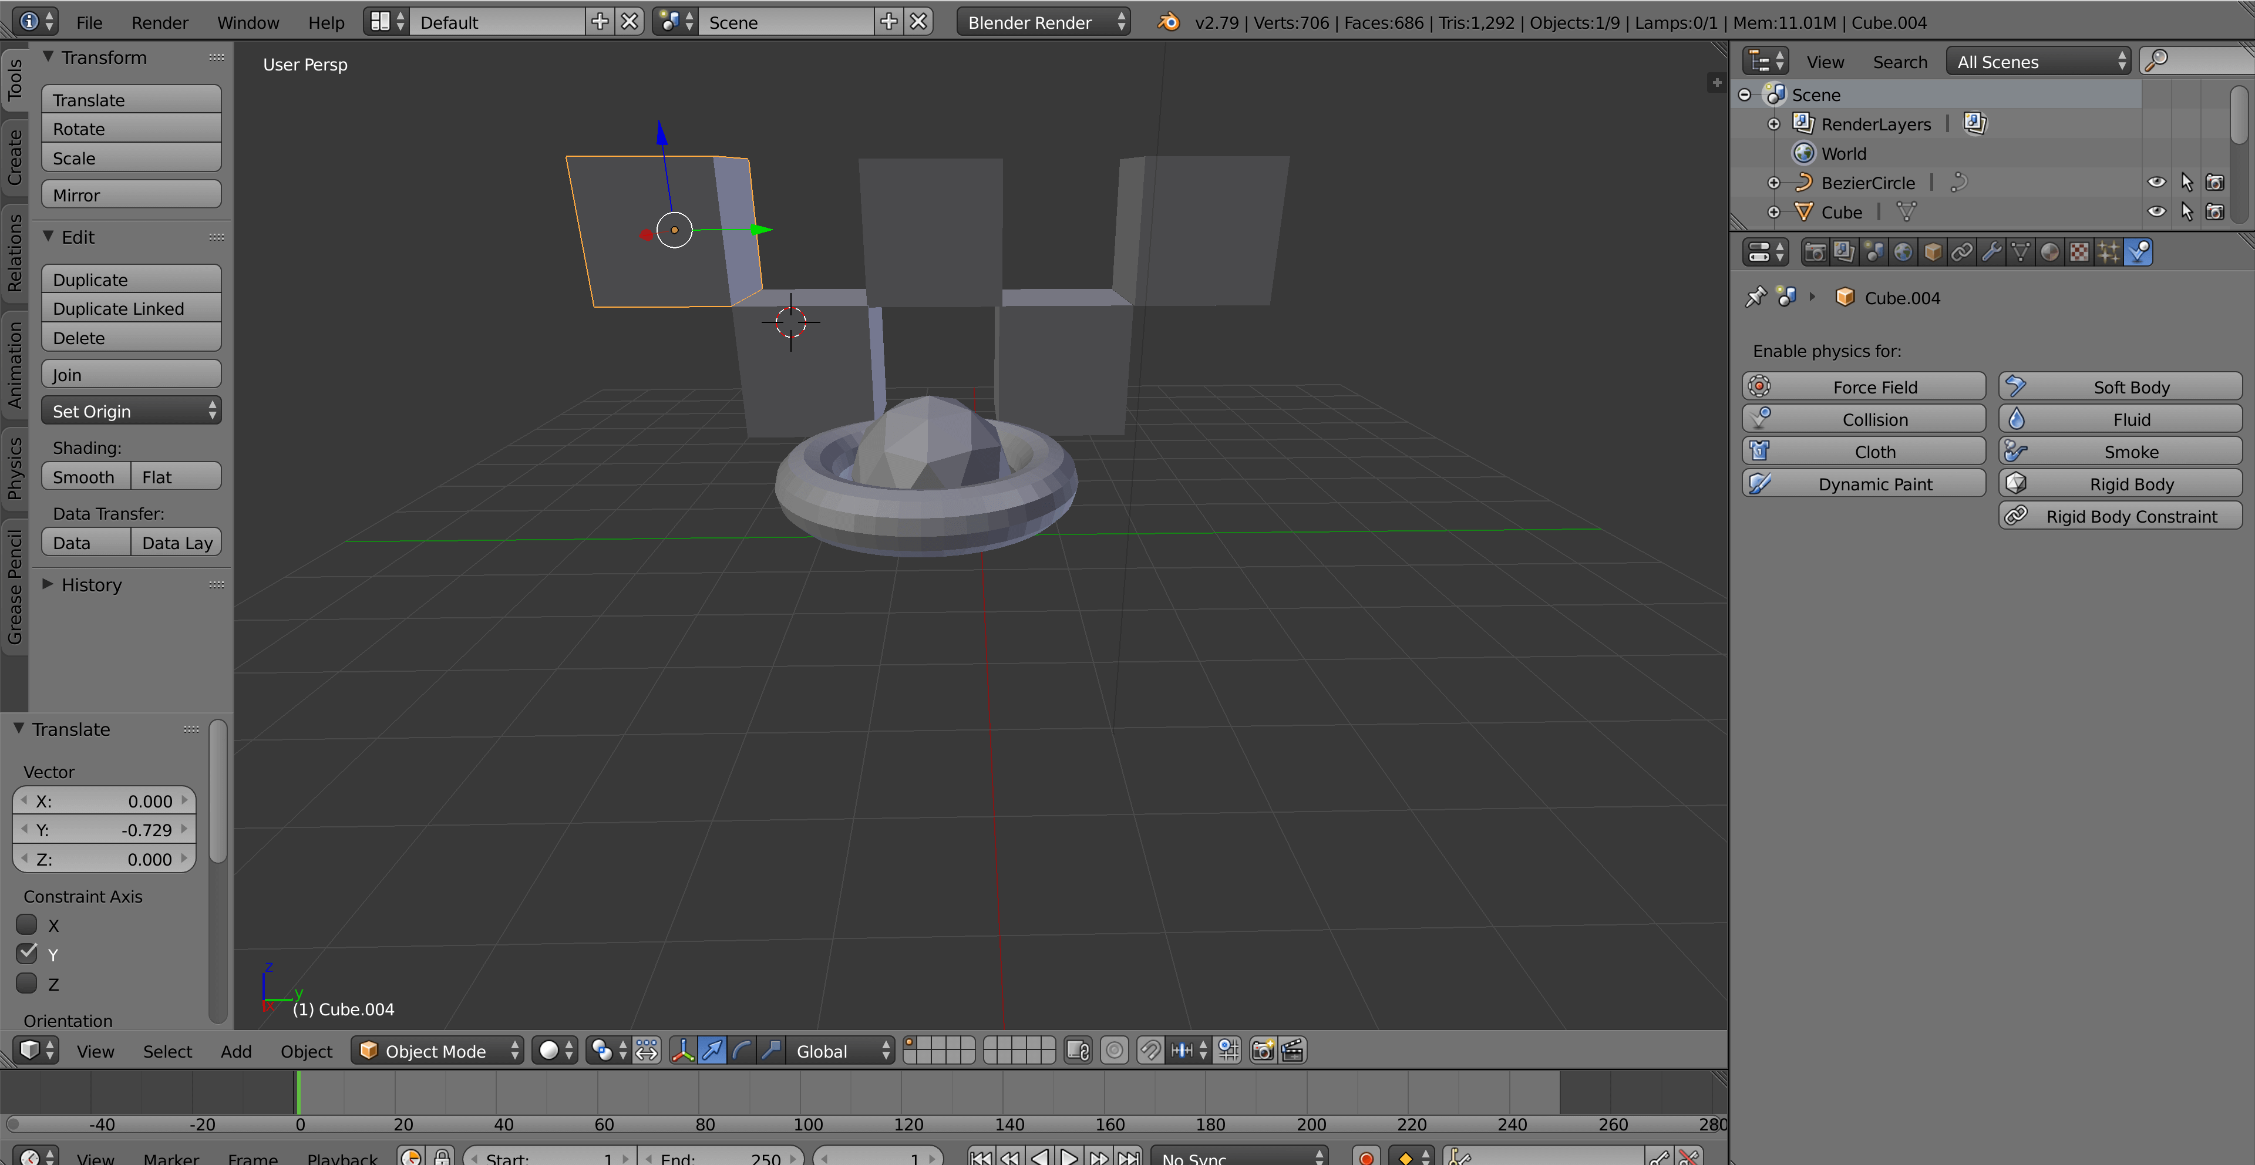 File Render Window Help Default Scene Blender Render v2.79 | Verts:706 | Faces:686 | Tris:1,292 | Objects:1/9 | Lamps:0/1 | Mem:11.01M | Cube.004
Tools
Create
Relations
Animation
Physics
Grease Pencil
Transform
Translate
Rotate
Scale
Mirror
Edit
Duplicate
Duplicate Linked
Delete
Join
Set Origin
Shading:
Smooth Flat
Data Transfer:
Data Data Lay
History
Translate
Vector
X: 0.000
Y: -0.729
Z: 0.000
Constraint Axis
X
Y
Z
Orientation
User Persp
z
y
x
(1) Cube.004
View Select Add Object Object Mode Global
-40 -20 0 20 40 60 80 100 120 140 160 180 200 220 240 260 280
View Marker Frame Playback Start: 1 End: 250 1 No Sync
View Search All Scenes
Scene
RenderLayers |
World
BezierCircle |
Cube |
Cube.004
Enable physics for:
Force Field Soft Body
Collision Fluid
Cloth Smoke
Dynamic Paint Rigid Body
Rigid Body Constraint